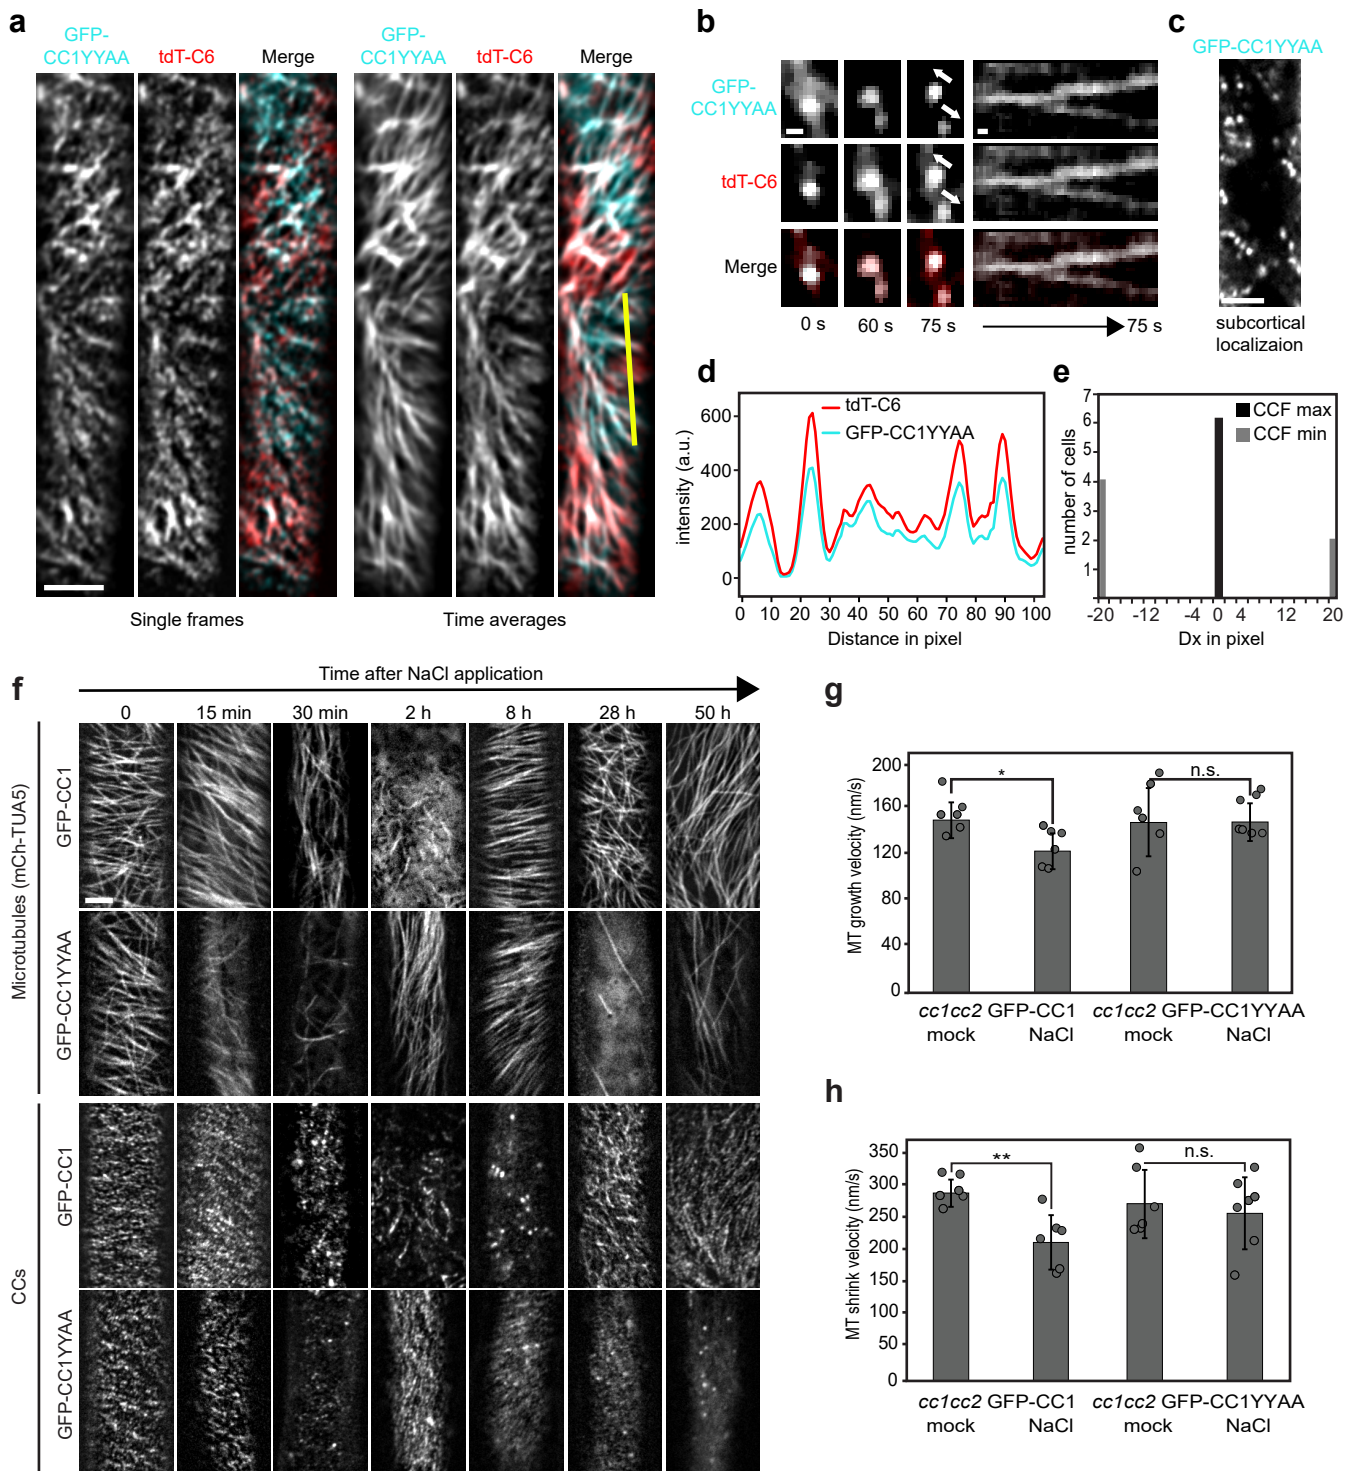 a
GFP-
CC1YYAA
tdT-C6
Merge
GFP-
CC1YYAA
tdT-C6
Merge
Single frames
Time averages
b
GFP-
CC1YYAA
tdT-C6
Merge
0 s
60 s
75 s
75 s
c
GFP-CC1YYAA
subcortical
localizaion
d
intensity (a.u.)
600
400
200
0
tdT-C6
GFP-CC1YYAA
0 10 20 30 40 50 60 70 80 90 100
Distance in pixel
e
number of cells
7
6
5
4
3
2
1
CCF max
CCF min
-20 -12 -4 0 4 12 20
Dx in pixel
f
Time after NaCl application
0 15 min 30 min 2 h 8 h 28 h 50 h
Microtubules (mCh-TUA5)
GFP-CC1
GFP-CC1YYAA
CCs
GFP-CC1
GFP-CC1YYAA
g
MT growth velocity (nm/s)
200
160
120
80
40
0
*
n.s.
cc1cc2 GFP-CC1
mock NaCl
cc1cc2 GFP-CC1YYAA
mock NaCl
h
MT shrink velocity (nm/s)
350
300
250
200
150
100
50
0
**
n.s.
cc1cc2 GFP-CC1
mock NaCl
cc1cc2 GFP-CC1YYAA
mock NaCl